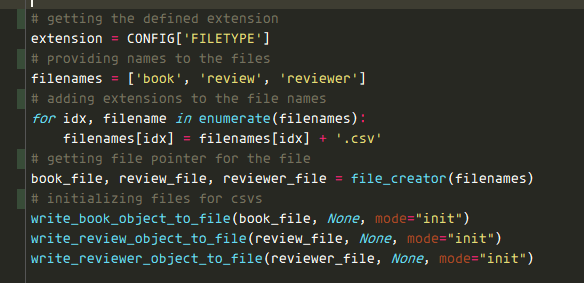 # getting the defined extension
extension = CONFIG['FILETYPE']
# providing names to the files
filenames = ['book', 'review', 'reviewer']
# adding extensions to the file names
for idx, filename in enumerate(filenames):
    filenames[idx] = filenames[idx] + '.csv'
# getting file pointer for the file
book_file, review_file, reviewer_file = file_creator(filenames)
# initializing files for csvs
write_book_object_to_file(book_file, None, mode="init")
write_review_object_to_file(review_file, None, mode="init")
write_reviewer_object_to_file(reviewer_file, None, mode="init")